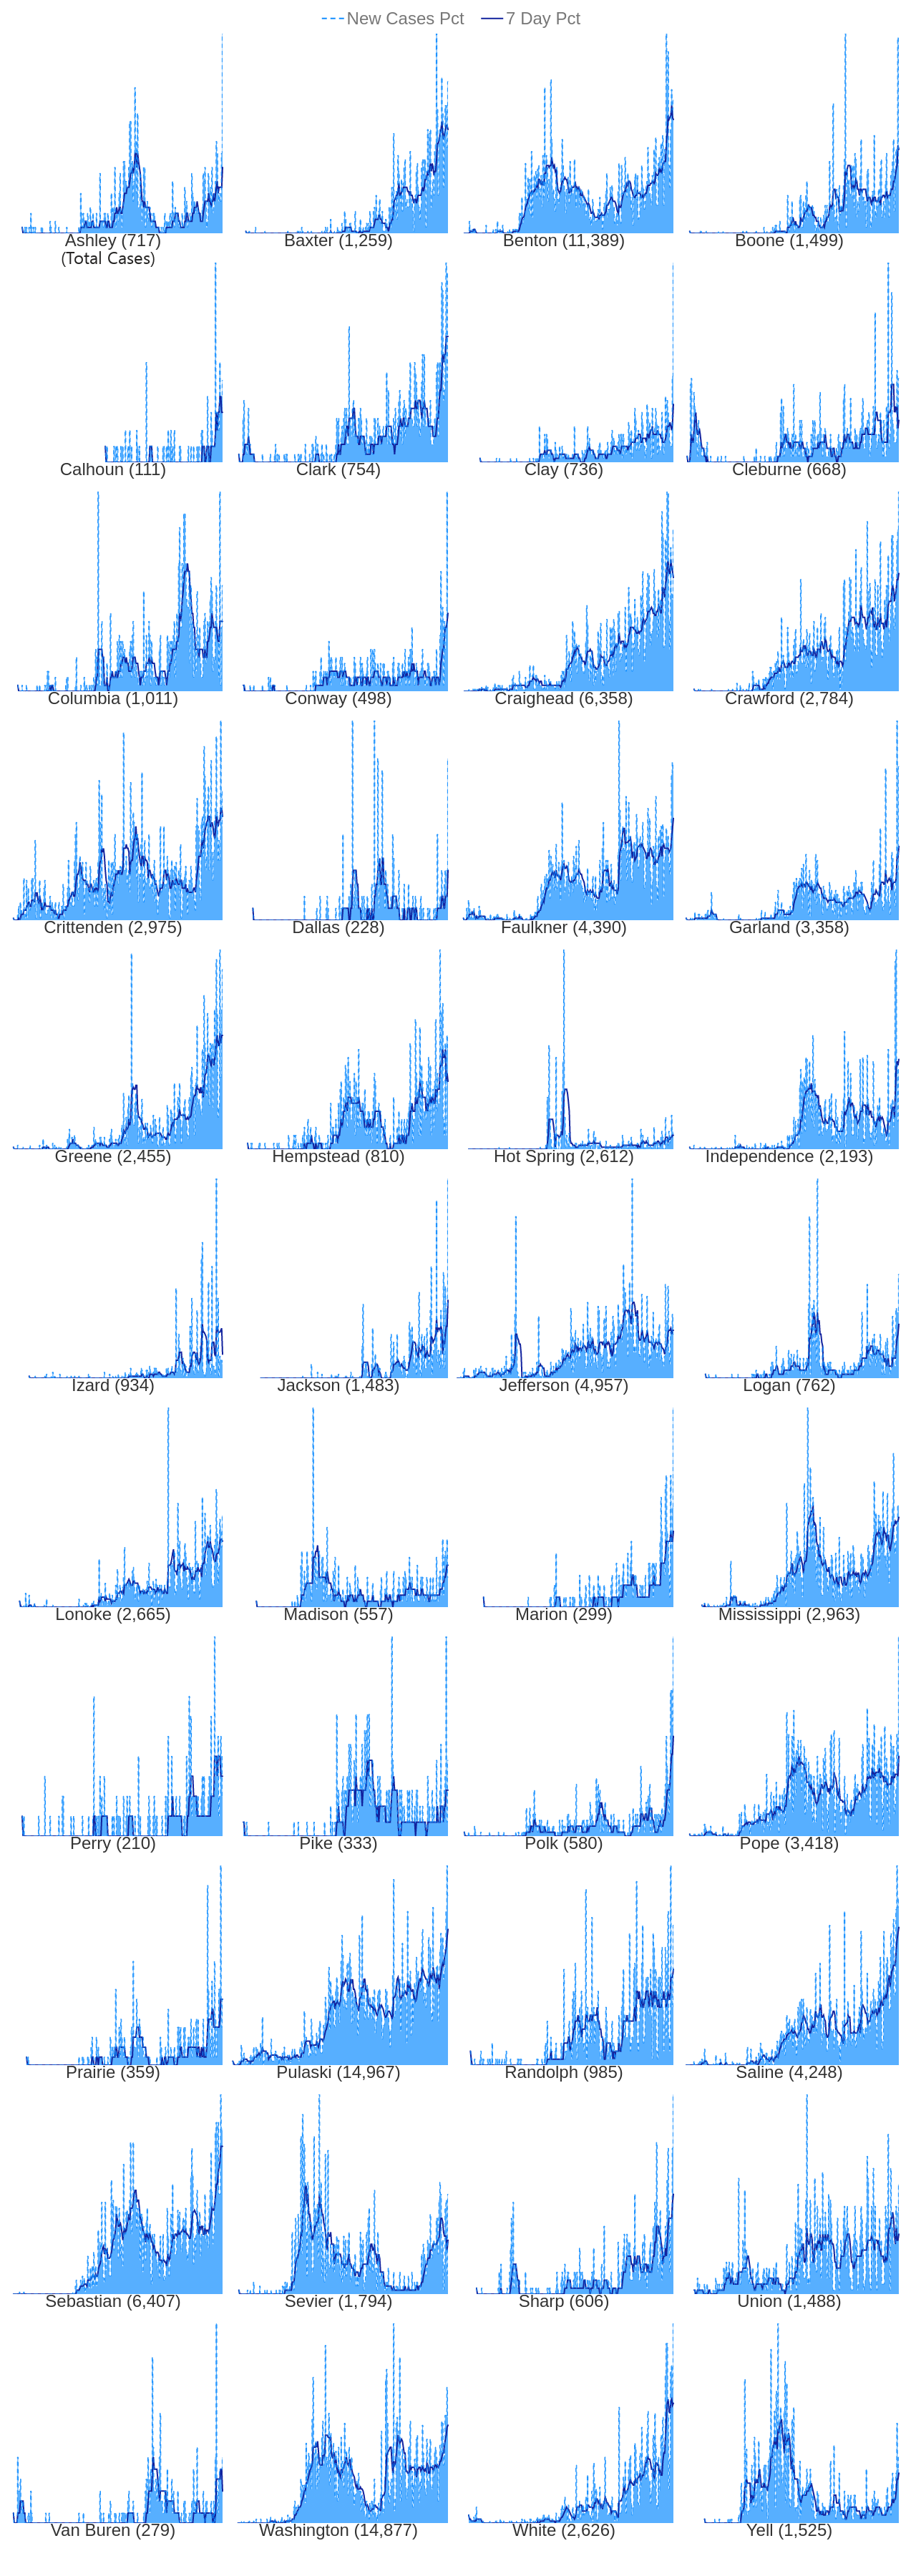 New Cases Pct 7 Day Pct
Ashley (717) Baxter (1,259) Benton (11,389) Boone (1,499)
(Total Cases)
Calhoun (111) Clark (754) Clay (736) Cleburne (668)
Columbia (1,011) Conway (498) Craighead (6,358) Crawford (2,784)
Crittenden (2,975) Dallas (228) Faulkner (4,390) Garland (3,358)
Greene (2,455) Hempstead (810) Hot Spring (2,612) Independence (2,193)
Izard (934) Jackson (1,483) Jefferson (4,957) Logan (762)
Lonoke (2,665) Madison (557) Marion (299) Mississippi (2,963)
Perry (210) Pike (333) Polk (580) Pope (3,418)
Prairie (359) Pulaski (14,967) Randolph (985) Saline (4,248)
Sebastian (6,407) Sevier (1,794) Sharp (606) Union (1,488)
Van Buren (279) Washington (14,877) White (2,626) Yell (1,525)